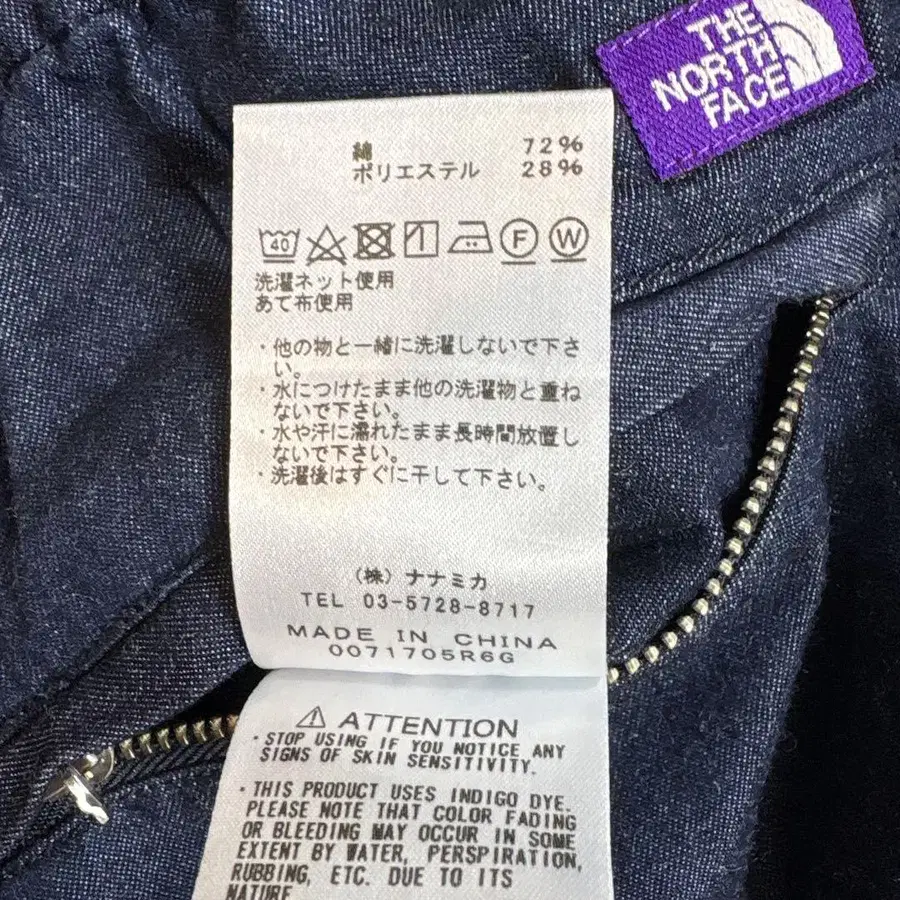 THE
NORTH
FACE
綿 72%
ポリエステル 28%
40 F W
洗濯ネット使用
あて布使用
・他の物と一緒に洗濯しないで下さ
い。
・水につけたまま他の洗濯物と重ね
ないで下さい。
・水や汗に濡れたまま長時間放置し
ないで下さい。
・洗濯後はすぐに干して下さい。
(株)ナナミカ
TEL 03-5728-8717
MADE IN CHINA
0071705R6G
ATTENTION
・STOP USING IF YOU NOTICE ANY
SIGNS OF SKIN SENSITIVITY.
・THIS PRODUCT USES INDIGO DYE.
PLEASE NOTE THAT COLOR FADING
OR BLEEDING MAY OCCUR IN SOME
EXTENT BY WATER, PERSPIRATION,
RUBBING, ETC. DUE TO ITS
NATURE.